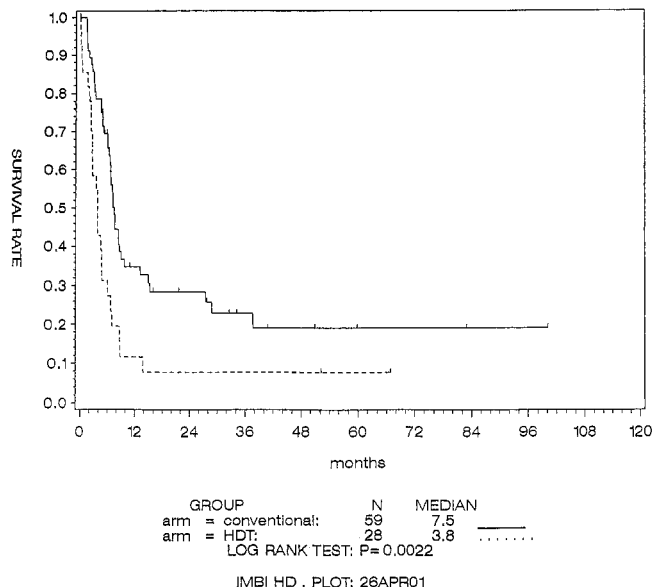 SURVIVAL RATE
1.0
0.9
0.8
0.7
0.6
0.5
0.4
0.3
0.2
0.1
0.0
0 12 24 36 48 60 72 84 96 108 120
months
GROUP N MEDIAN
arm = conventional: 59 7.5
arm = HDT: 28 3.8
LOG RANK TEST: P= 0.0022
IMBI HD , PLOT: 26APR01